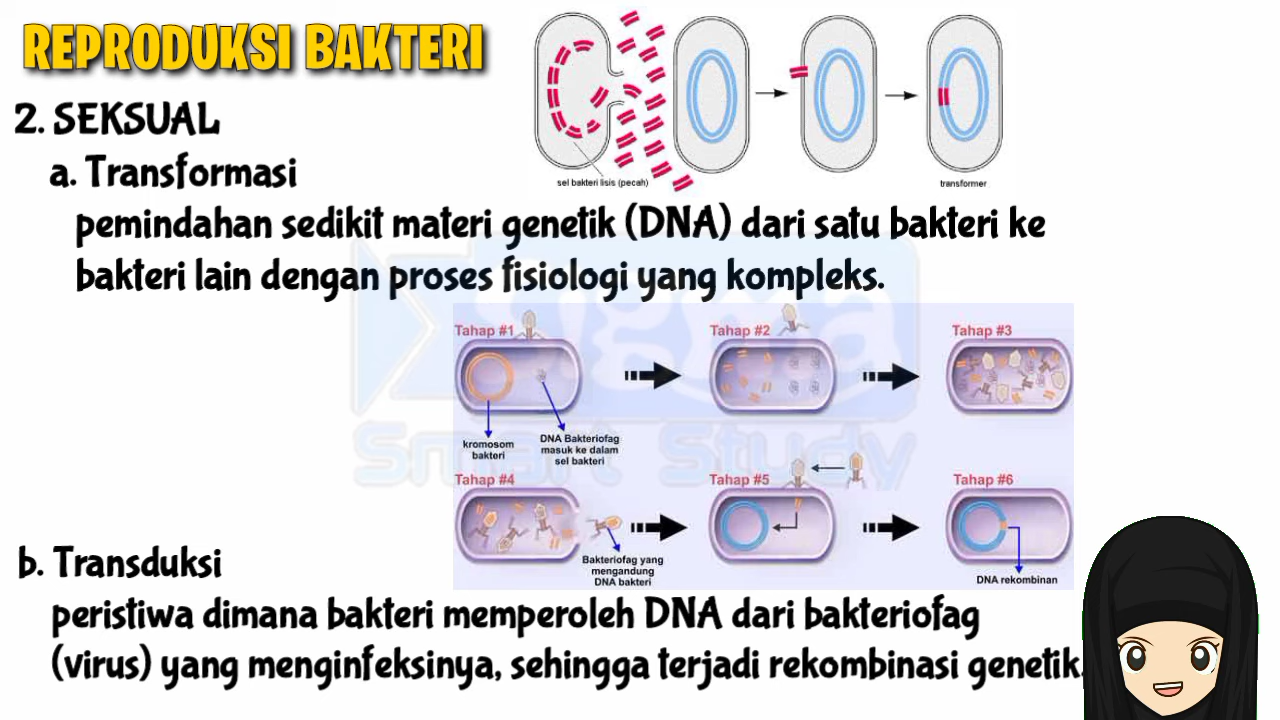 REPRODUKSI BAKTERI
2. SEKSUAL
a. Transformasi
sel bakteri lisis (pecah)
transformer
pemindahan sedikit materi genetik (DNA) dari satu bakteri ke
bakteri lain dengan proses fisiologi yang kompleks.
Tahap #1
Tahap #2
Tahap #3
kromosom
bakteri
DNA Bakteriofag
masuk ke dalam
sel bakteri
Smart Study
Tahap #4
Tahap #5
Tahap #6
Bakteriofag yang
mengandung
DNA bakteri
DNA rekombinan
b. Transduksi
peristiwa dimana bakteri memperoleh DNA dari bakteriofag
(virus) yang menginfeksinya, sehingga terjadi rekombinasi genetik.